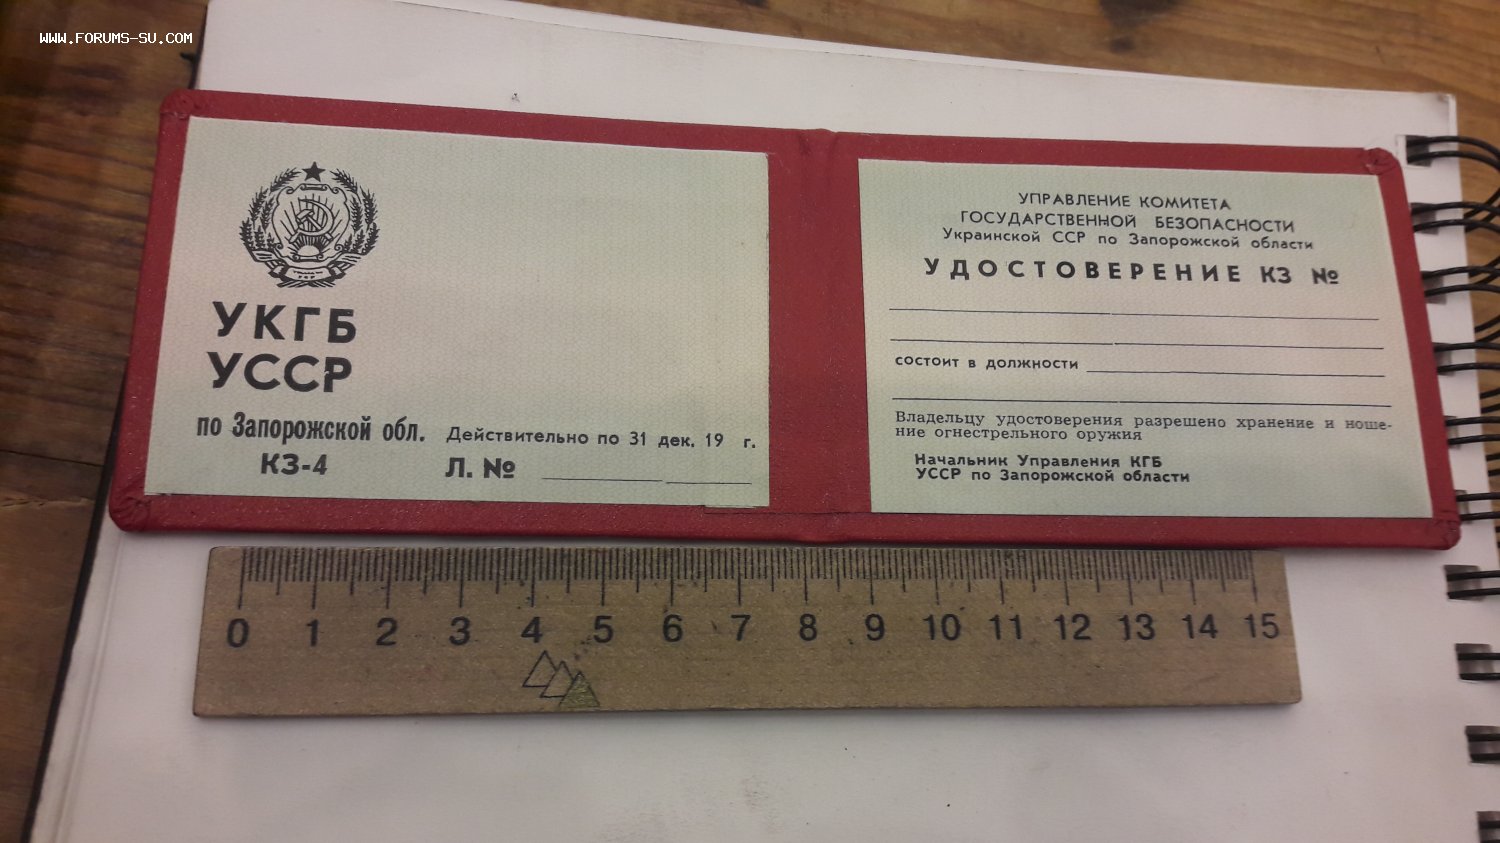 WWW.FORUMS-SU.COM
УКГБ
УССР
по Запорожской обл.
КЗ-4
Действительно по 31 дек. 19 г.
Л. №
УПРАВЛЕНИЕ КОМИТЕТА
ГОСУДАРСТВЕННОЙ БЕЗОПАСНОСТИ
Украинской ССР по Запорожской области
УДОСТОВЕРЕНИЕ КЗ №
состоит в должности
Владельцу удостоверения разрешено хранение и ноше-
ние огнестрельного оружия
Начальник Управления КГБ
УССР по Запорожской области
0 1 2 3 4 5 6 7 8 9 10 11 12 13 14 15